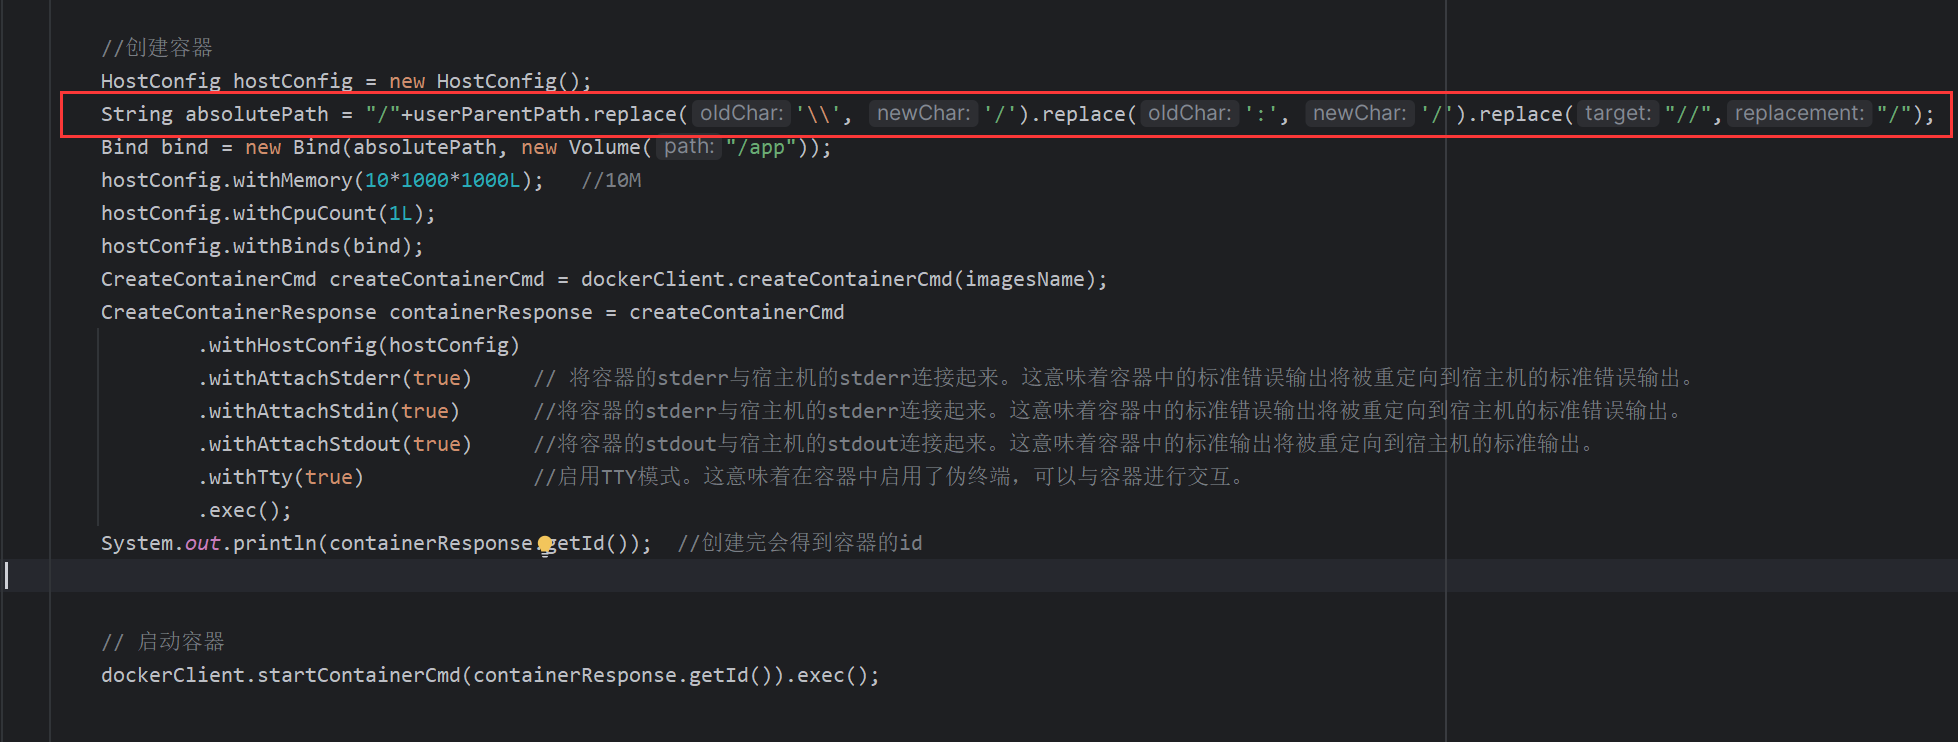 //创建容器
HostConfig hostConfig = new HostConfig();
String absolutePath = "/"+userParentPath.replace( oldChar: '\\', newChar: '/').replace( oldChar: ':', newChar: '/').replace( target: "//", replacement: "/");
Bind bind = new Bind(absolutePath, new Volume( path: "/app"));
hostConfig.withMemory(10*1000*1000L);   //10M
hostConfig.withCpuCount(1L);
hostConfig.withBinds(bind);
CreateContainerCmd createContainerCmd = dockerClient.createContainerCmd(imagesName);
CreateContainerResponse containerResponse = createContainerCmd
.withHostConfig(hostConfig)
.withAttachStderr(true)     // 将容器的stderr与宿主机的stderr连接起来。这意味着容器中的标准错误输出将被重定向到宿主机的标准错误输出。
.withAttachStdin(true)      //将容器的stderr与宿主机的stderr连接起来。这意味着容器中的标准错误输出将被重定向到宿主机的标准错误输出。
.withAttachStdout(true)     //将容器的stdout与宿主机的stdout连接起来。这意味着容器中的标准输出将被重定向到宿主机的标准输出。
.withTty(true)              //启用TTY模式。这意味着在容器中启用了伪终端，可以与容器进行交互。
.exec();
System.out.println(containerResponse.getId());  //创建完会得到容器的id
// 启动容器
dockerClient.startContainerCmd(containerResponse.getId()).exec();